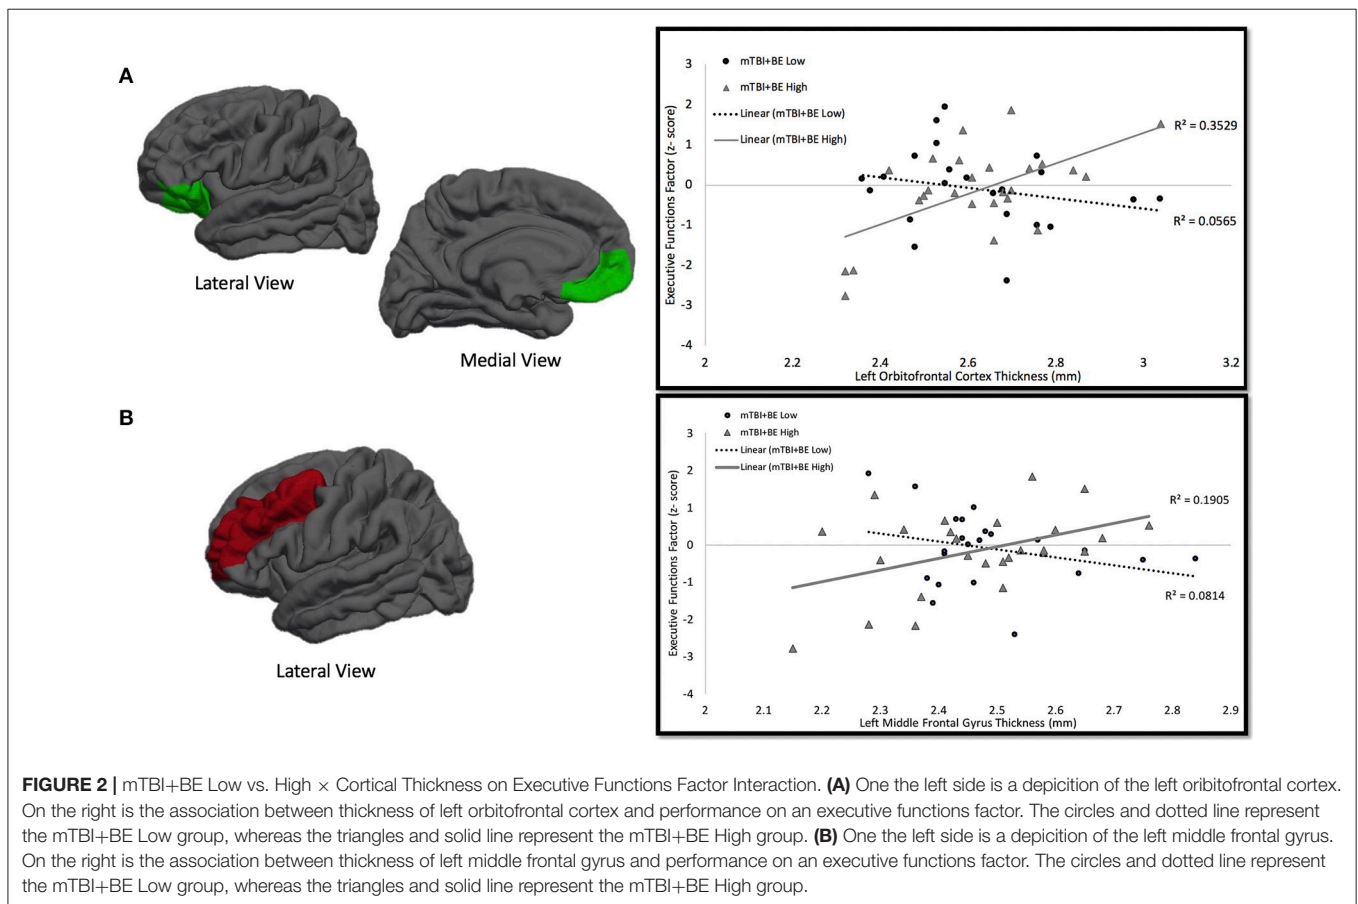 A
Lateral View
Medial View
mTBI+BE Low
mTBI+BE High
Linear (mTBI+BE Low)
Linear (mTBI+BE High)
Executive Functions Factor (z- score)
3
2
1
0
-1
-2
-3
-4
R² = 0.3529
R² = 0.0565
2
2.2
2.4
2.6
2.8
3
3.2
Left Orbitofrontal Cortex Thickness (mm)
B
Lateral View
mTBI+BE Low
mTBI+BE High
Linear (mTBI+BE Low)
Linear (mTBI+BE High)
Executive Functions Factor (z- score)
3
2
1
0
-1
-2
-3
-4
R² = 0.1905
R² = 0.0814
2
2.1
2.2
2.3
2.4
2.5
2.6
2.7
2.8
2.9
Left Middle Frontal Gyrus Thickness (mm)
FIGURE 2 | mTBI+BE Low vs. High × Cortical Thickness on Executive Functions Factor Interaction. (A) One the left side is a depicition of the left oribitofrontal cortex.
On the right is the association between thickness of left orbitofrontal cortex and performance on an executive functions factor. The circles and dotted line represent
the mTBI+BE Low group, whereas the triangles and solid line represent the mTBI+BE High group. (B) One the left side is a depicition of the left middle frontal gyrus.
On the right is the association between thickness of left middle frontal gyrus and performance on an executive functions factor. The circles and dotted line represent
the mTBI+BE Low group, whereas the triangles and solid line represent the mTBI+BE High group.